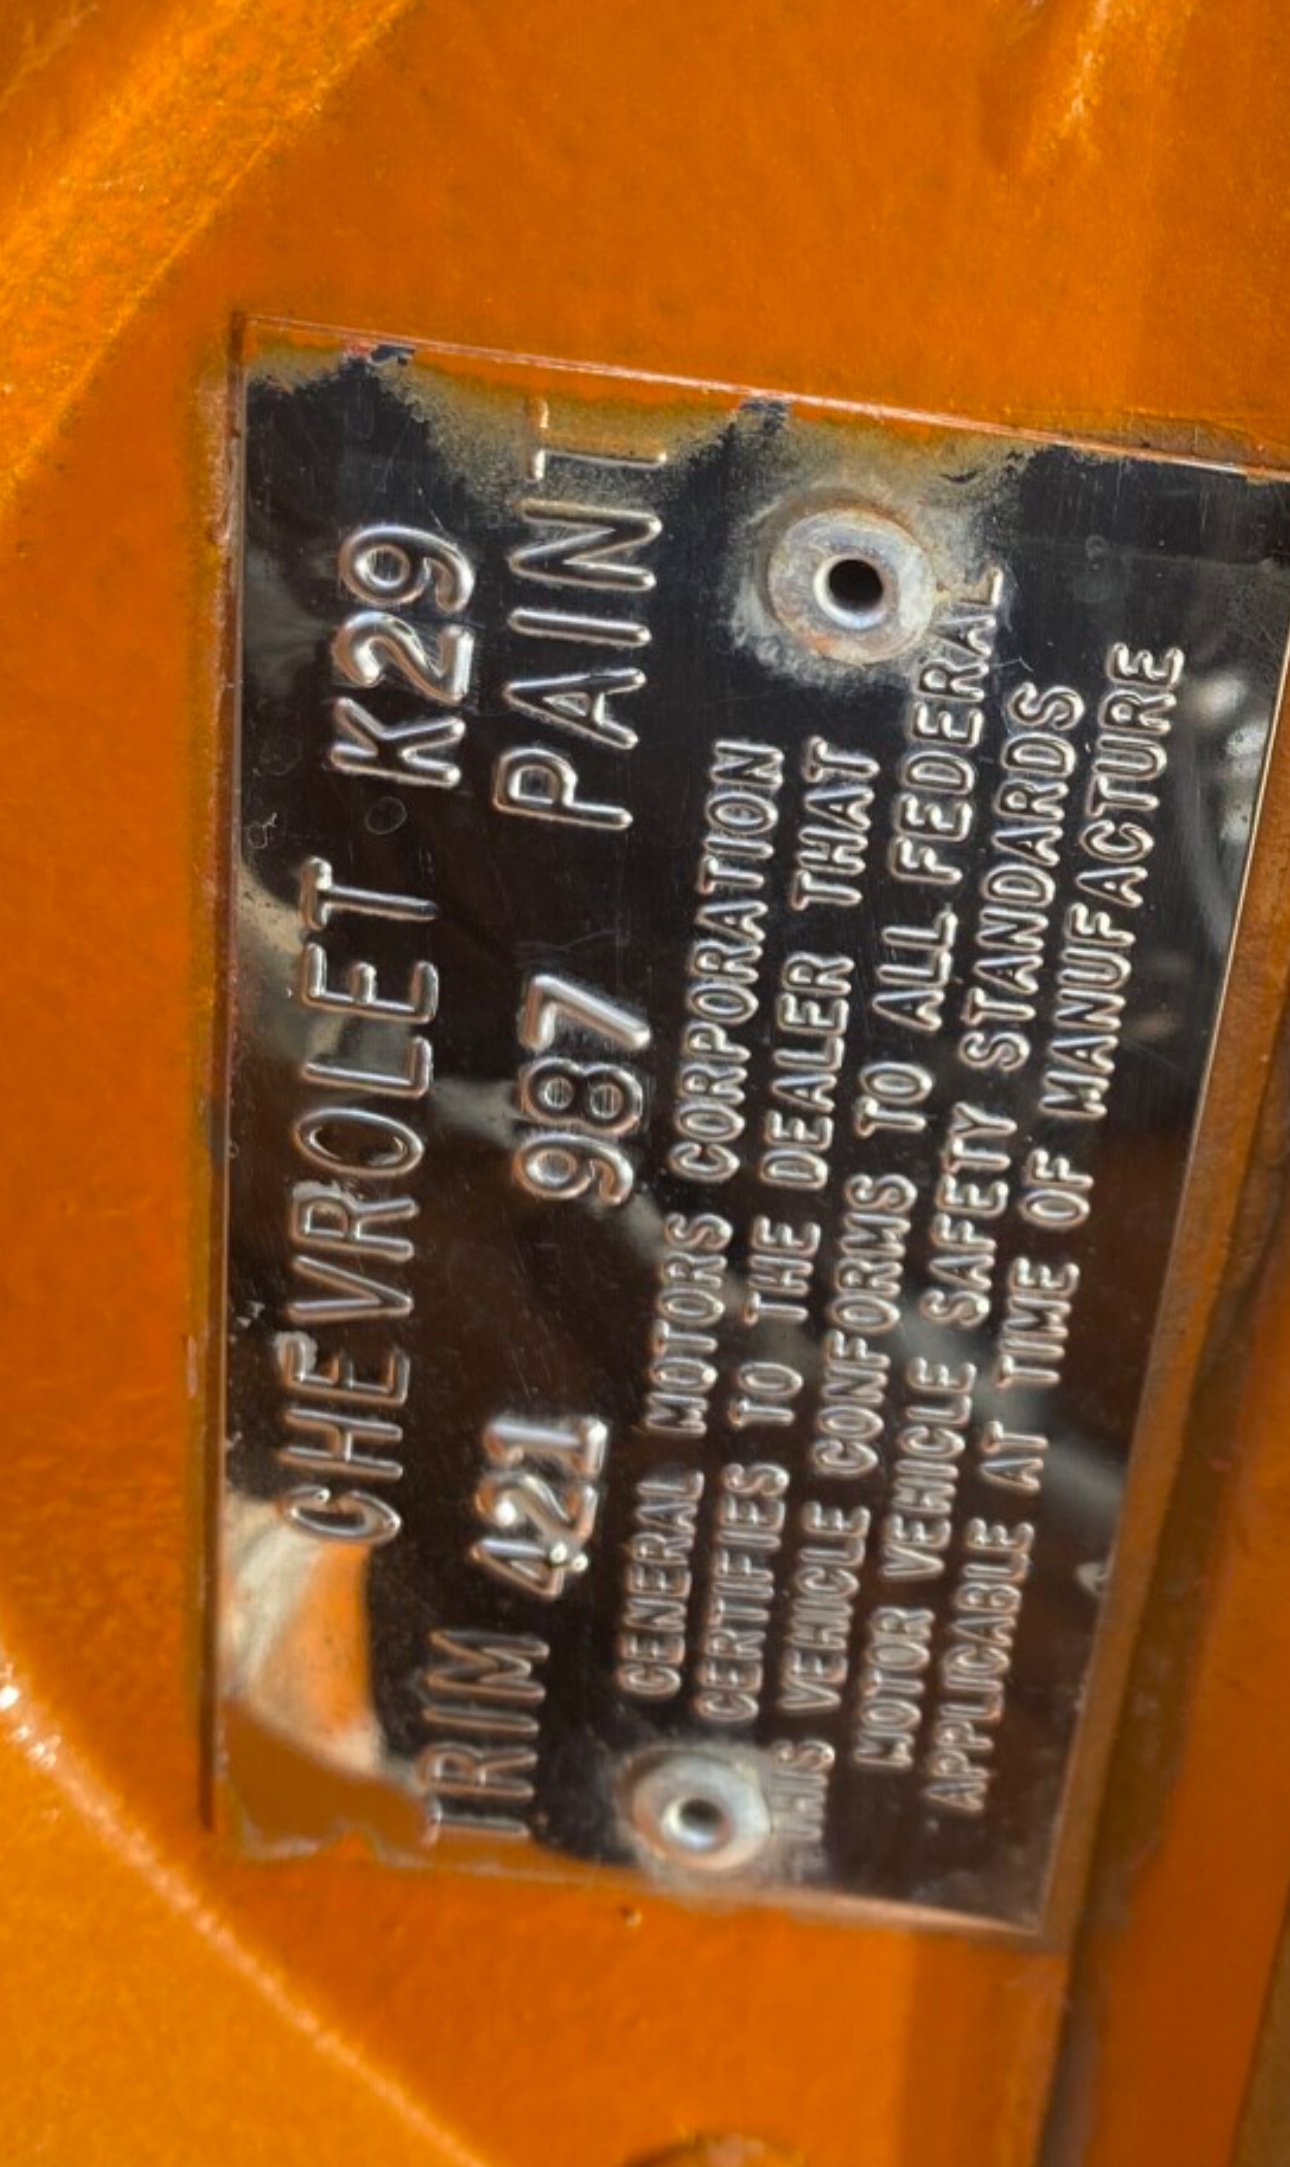 CHEVROLET K29
TRIM 421 987 PAINT
GENERAL MOTORS CORPORATION
CERTIFIES TO THE DEALER THAT
THIS VEHICLE CONFORMS TO ALL FEDERAL
MOTOR VEHICLE SAFETY STANDARDS
APPLICABLE AT TIME OF MANUFACTURE